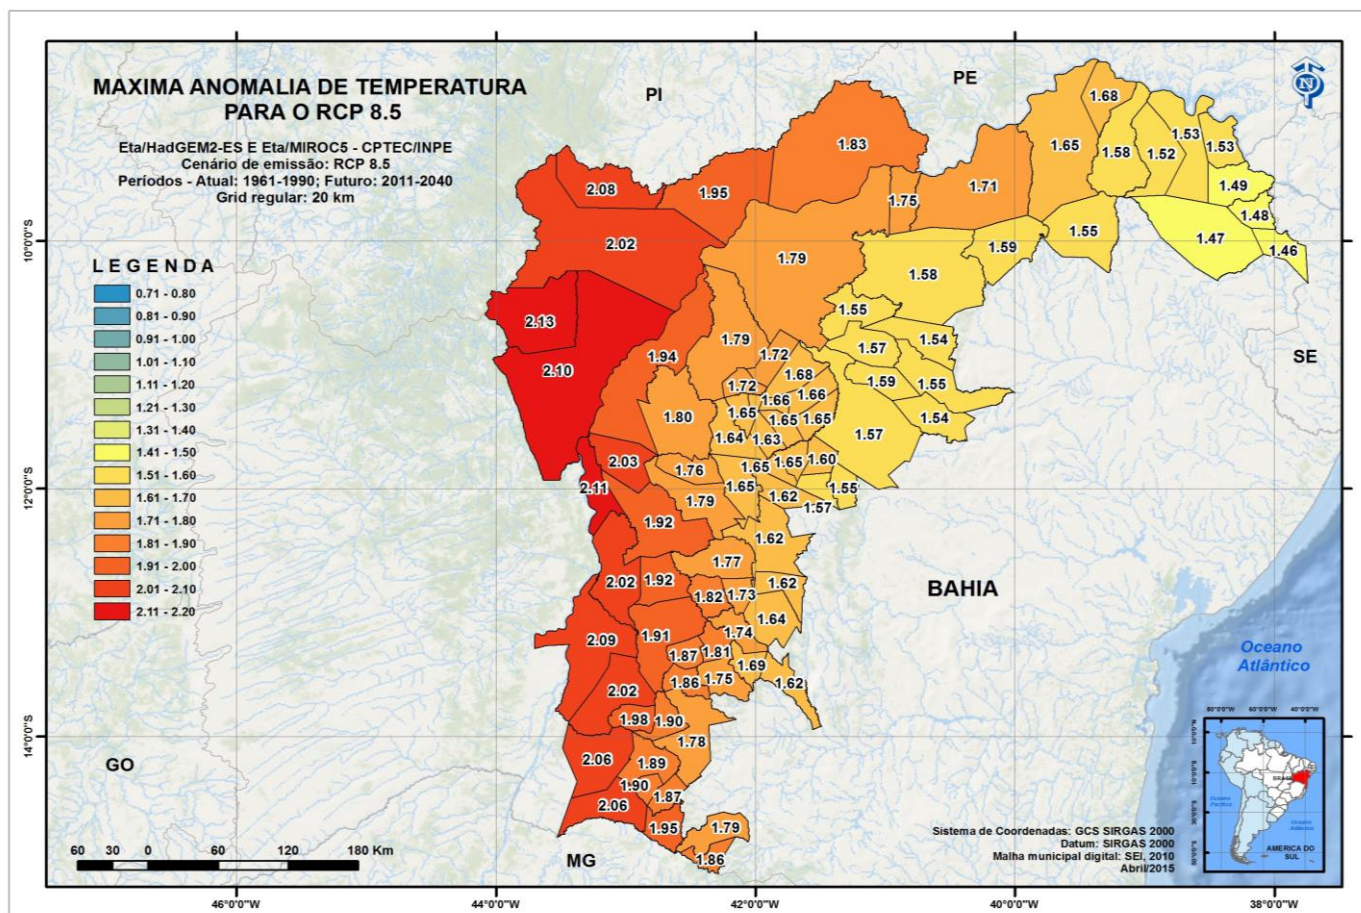 MAXIMA ANOMALIA DE TEMPERATURA
PARA O RCP 8.5
Eta/HadGEM2-ES E Eta/MIROC5 - CPTEC/INPE
Cenário de emissão: RCP 8.5
Períodos - Atual: 1961-1990; Futuro: 2011-2040
Grid regular: 20 km
PI
PE
N
LEGENDA
0.71 - 0.80
0.81 - 0.90
0.91 - 1.00
1.01 - 1.10
1.11 - 1.20
1.21 - 1.30
1.31 - 1.40
1.41 - 1.50
1.51 - 1.60
1.61 - 1.70
1.71 - 1.80
1.81 - 1.90
1.91 - 2.00
2.01 - 2.10
2.11 - 2.20
1.68
1.83
1.65
1.58
1.53
1.52
1.53
2.08
1.95
1.75
1.71
1.49
1.48
2.02
1.79
1.59
1.55
1.47
1.46
1.58
2.13
1.55
1.79
1.57
1.54
SE
2.10
1.94
1.72
1.72
1.68
1.59
1.55
1.66
1.66
1.80
1.65
1.65
1.65
1.54
1.64
1.63
1.57
2.03
1.76
1.65
1.65
1.60
2.11
1.79
1.65
1.62
1.55
1.57
1.92
1.62
1.77
2.02
1.92
1.82
1.73
1.62
BAHIA
1.64
2.09
1.91
1.74
1.87
1.81
1.69
2.02
1.86
1.75
1.62
1.98
1.90
1.78
2.06
1.89
1.90
1.87
2.06
1.95
1.79
1.86
Oceano
Atlântico
GO
MG
60 30 0 60 120 180 Km
Sistema de Coordenadas: GCS SIRGAS 2000
Datum: SIRGAS 2000
Malha municipal digital: SEI, 2010
Abril/2015
80°0'0"W 60°0'0"W 40°0'0"W
BRASIL
Oceano
Pacífico
Oceano
Atlântico
AMERICA DO
SUL
10°0'0"S
12°0'0"S
14°0'0"S
46°0'0"W 44°0'0"W 42°0'0"W 40°0'0"W 38°0'0"W